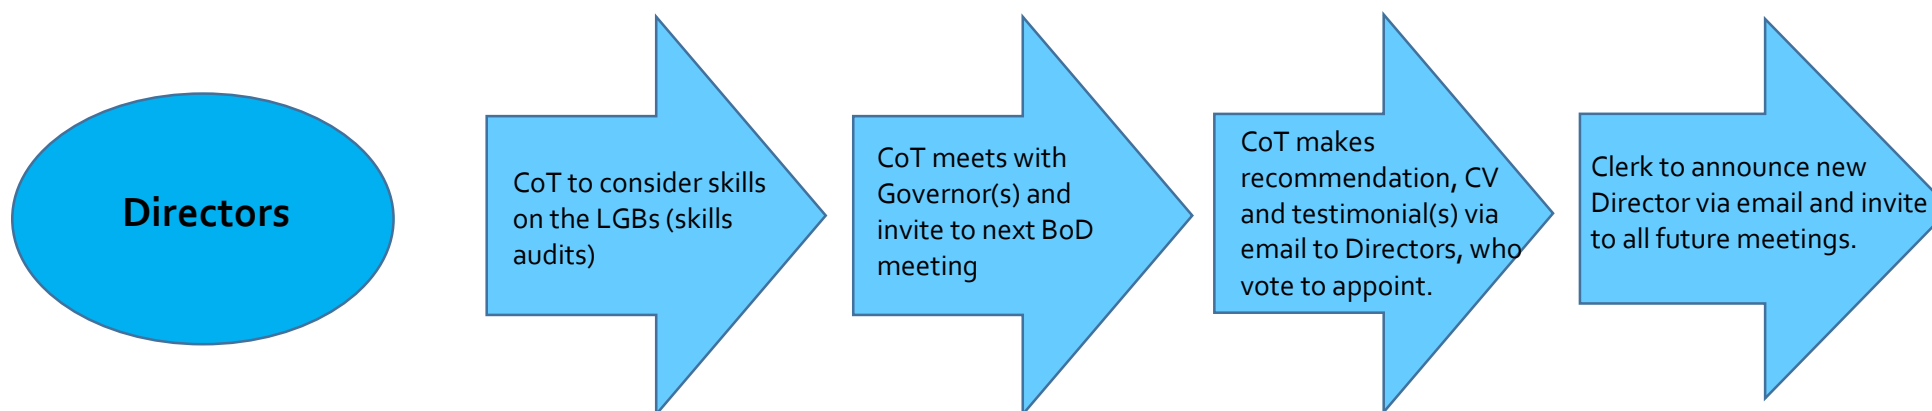 Directors
CoT to consider skills
on the LGBs (skills
audits)
CoT meets with
Governor(s) and
invite to next BoD
meeting
CoT makes
recommendation, CV
and testimonial(s) via
email to Directors, who
vote to appoint.
Clerk to announce new
Director via email and invite
to all future meetings.